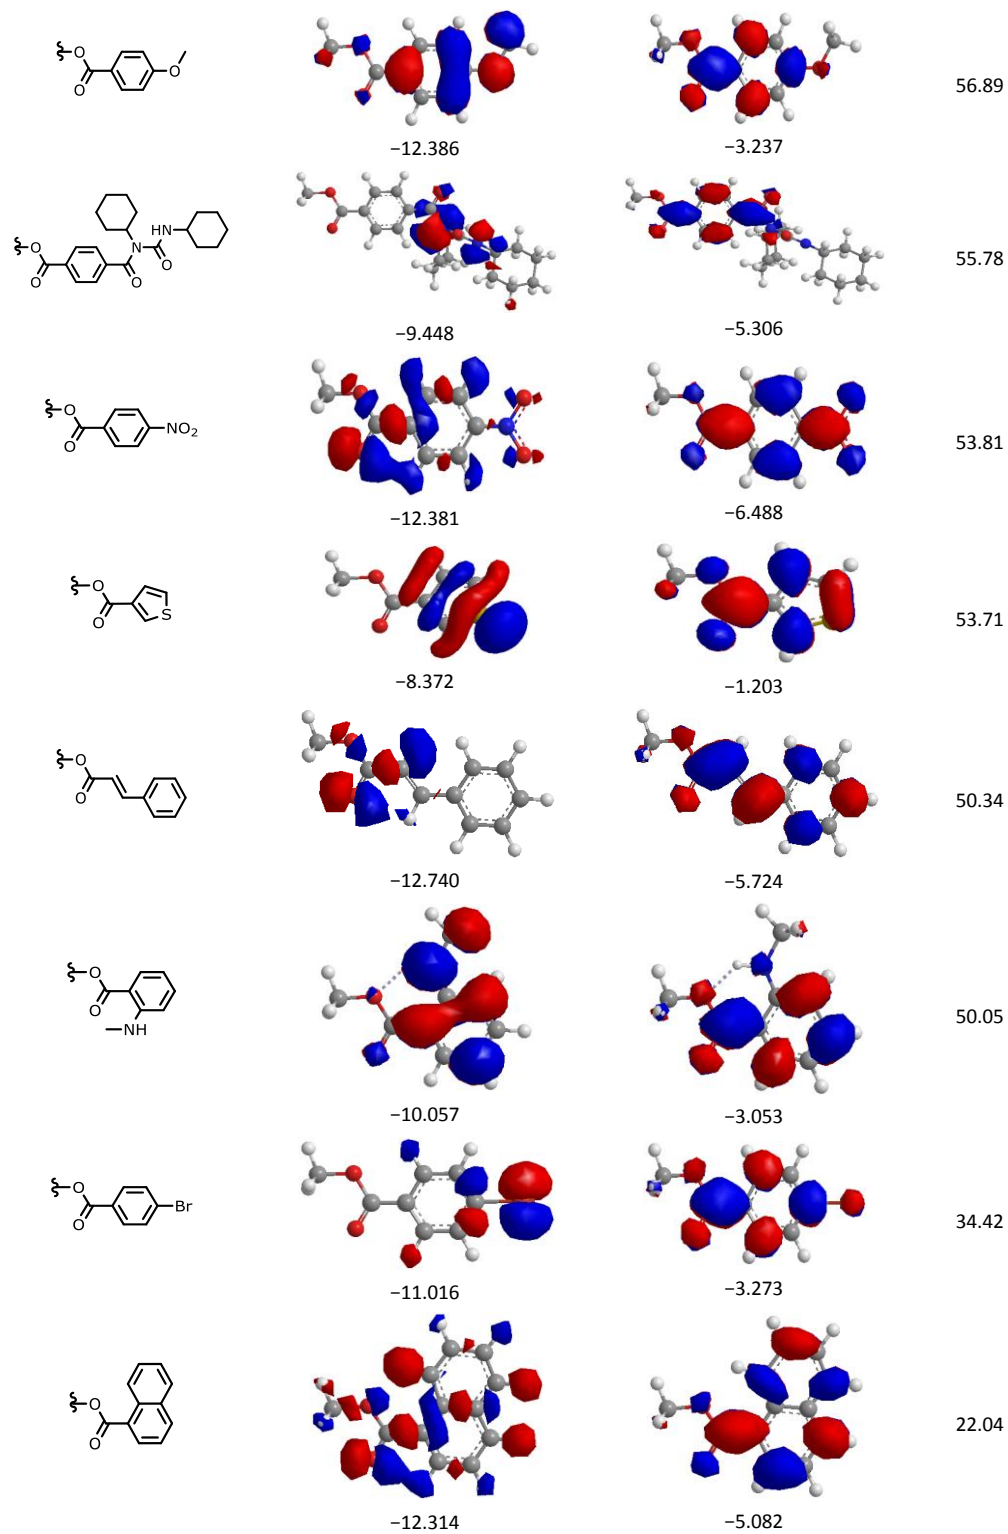 O
O
O
56.89
−12.386
−3.237
HN
O
N
O
O
O
55.78
−9.448
−5.306
O
NO2
O
53.81
−12.381
−6.488
O
O
S
53.71
−8.372
−1.203
O
O
50.34
−12.740
−5.724
O
O
NH
50.05
−10.057
−3.053
O
Br
O
34.42
−11.016
−3.273
O
O
22.04
−12.314
−5.082